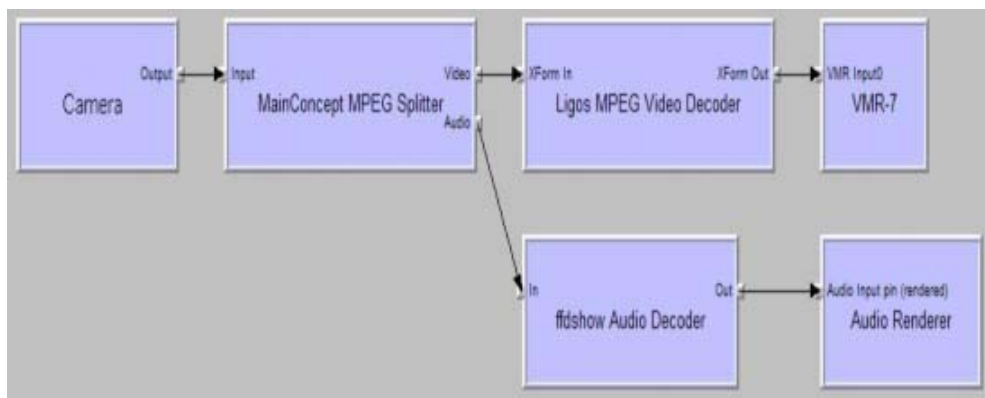 Output
Camera
Input
Video
MainConcept MPEG Splitter
Audio
XForm In
XForm Out
Ligos MPEG Video Decoder
VMR Input0
VMR-7
In
Out
ffdshow Audio Decoder
Audio Input pin (rendered)
Audio Renderer